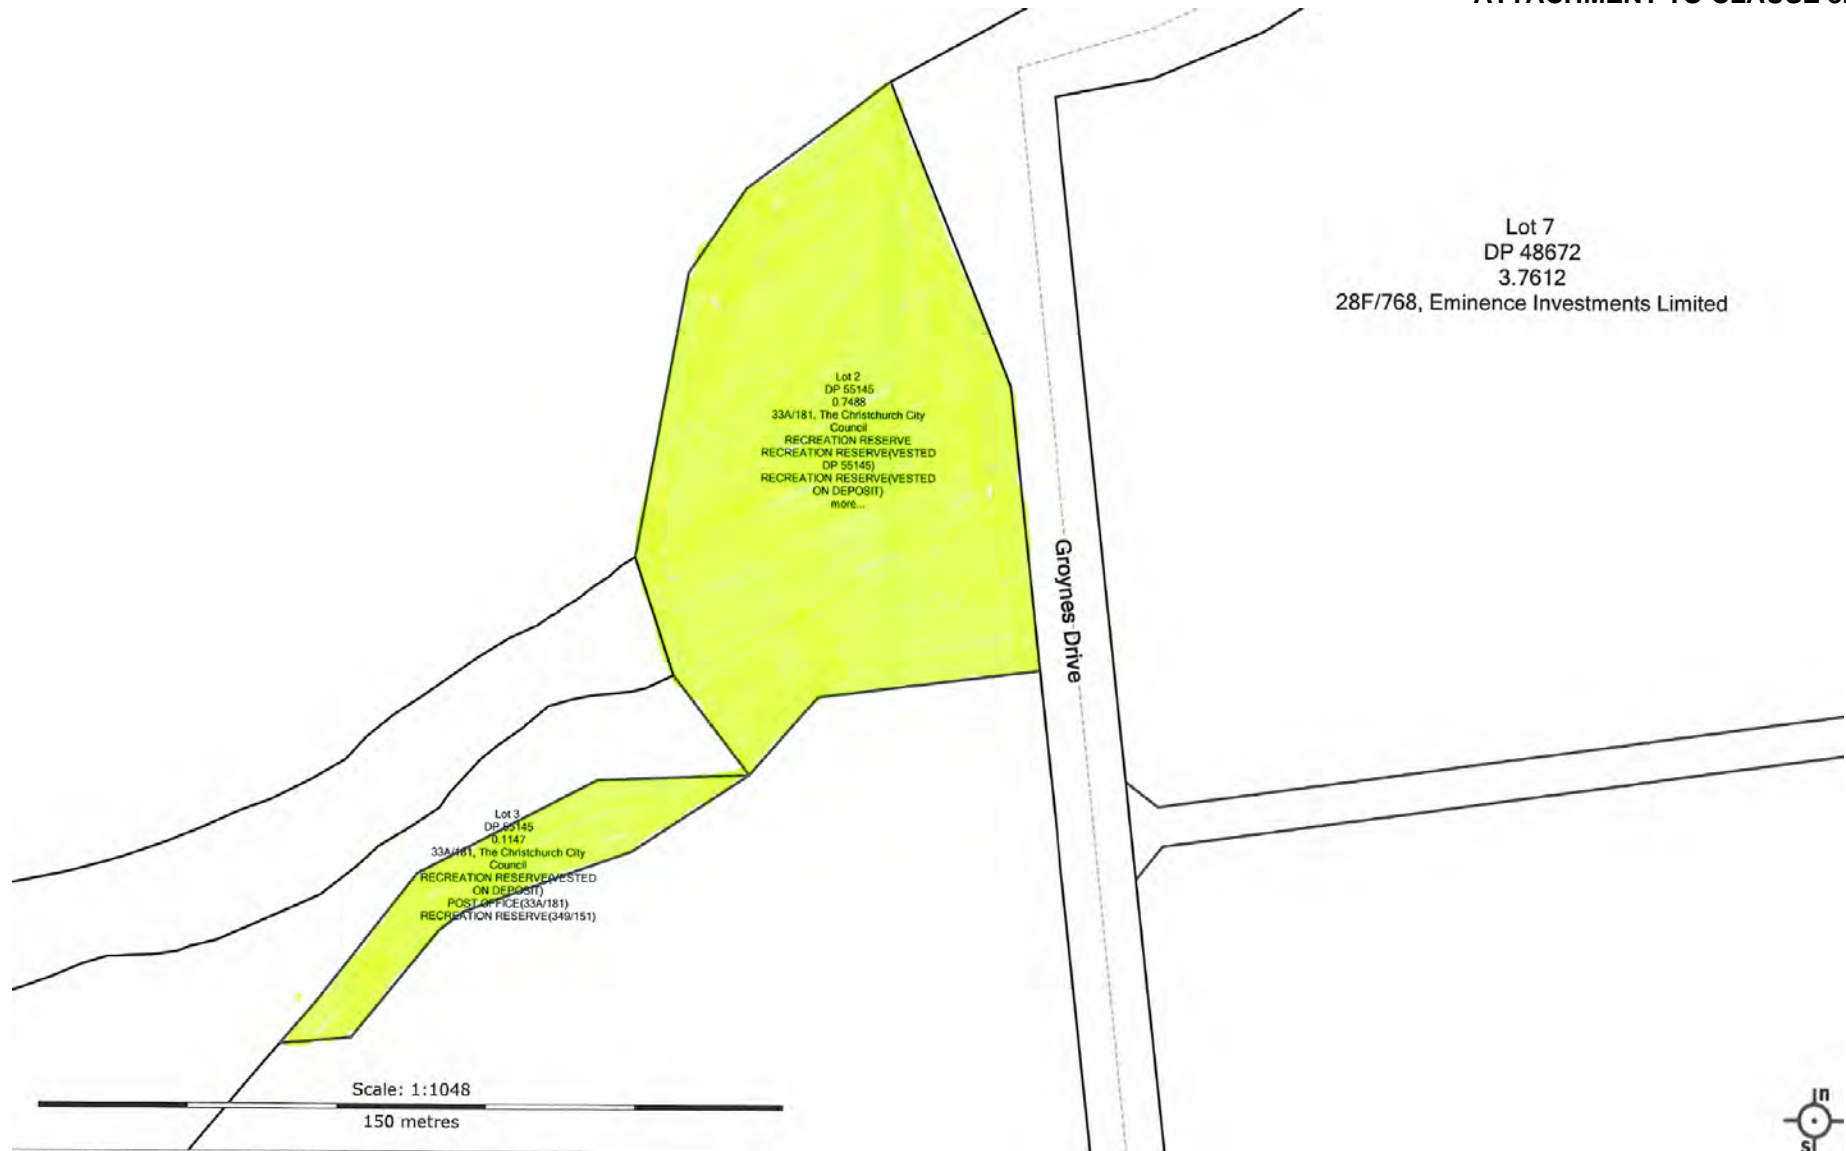 Lot 7
DP 48672
3.7612
28F/768, Eminence Investments Limited
Lot 2
DP 55145
0.7488
33A/181, The Christchurch City
Council
RECREATION RESERVE
RECREATION RESERVE(VESTED
DP 55145)
RECREATION RESERVE(VESTED
ON DEPOSIT)
more...
Groynes Drive
Lot 3
DP 55145
0.1147
33A/181, The Christchurch City
Council
RECREATION RESERVE(VESTED
ON DEPOSIT)
POST OFFICE(33A/181)
RECREATION RESERVE(349/151)
Scale: 1:1048
150 metres
n
s